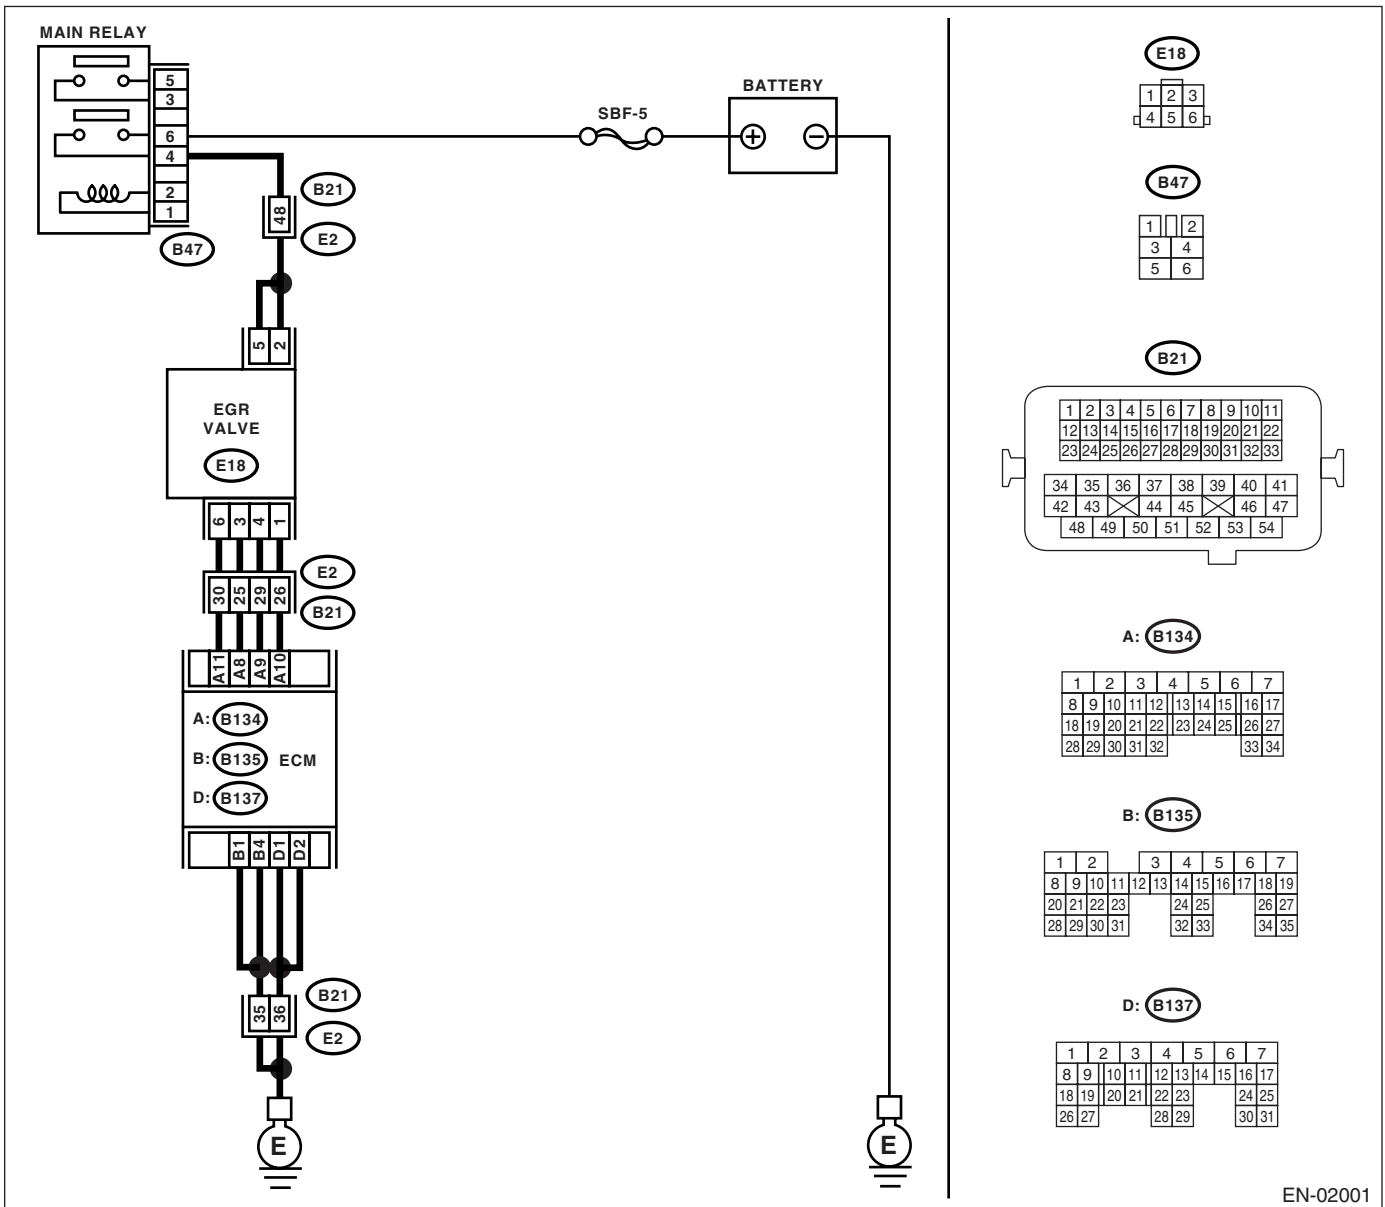 MAIN RELAY
5
3
6
4
2
1
B47
SBF-5
BATTERY
+ −
B21
48
E2
5 2
EGR
VALVE
E18
6 3 4 1
E2
30 25 29 26
B21
A11 A8 A9 A10
A: B134
B: B135 ECM
D: B137
B1 B4 D1 D2
B21
35 36
E2
E
E
E18
1 2 3
4 5 6
B47
1 2
3 4
5 6
B21
1 2 3 4 5 6 7 8 9 10 11
12 13 14 15 16 17 18 19 20 21 22
23 24 25 26 27 28 29 30 31 32 33
34 35 36 37 38 39 40 41
42 43 44 45 46 47
48 49 50 51 52 53 54
A: B134
1 2 3 4 5 6 7
8 9 10 11 12 13 14 15 16 17
18 19 20 21 22 23 24 25 26 27
28 29 30 31 32 33 34
B: B135
1 2 3 4 5 6 7
8 9 10 11 12 13 14 15 16 17 18 19
20 21 22 23 24 25 26 27
28 29 30 31 32 33 34 35
D: B137
1 2 3 4 5 6 7
8 9 10 11 12 13 14 15 16 17
18 19 20 21 22 23 24 25
26 27 28 29 30 31
EN-02001